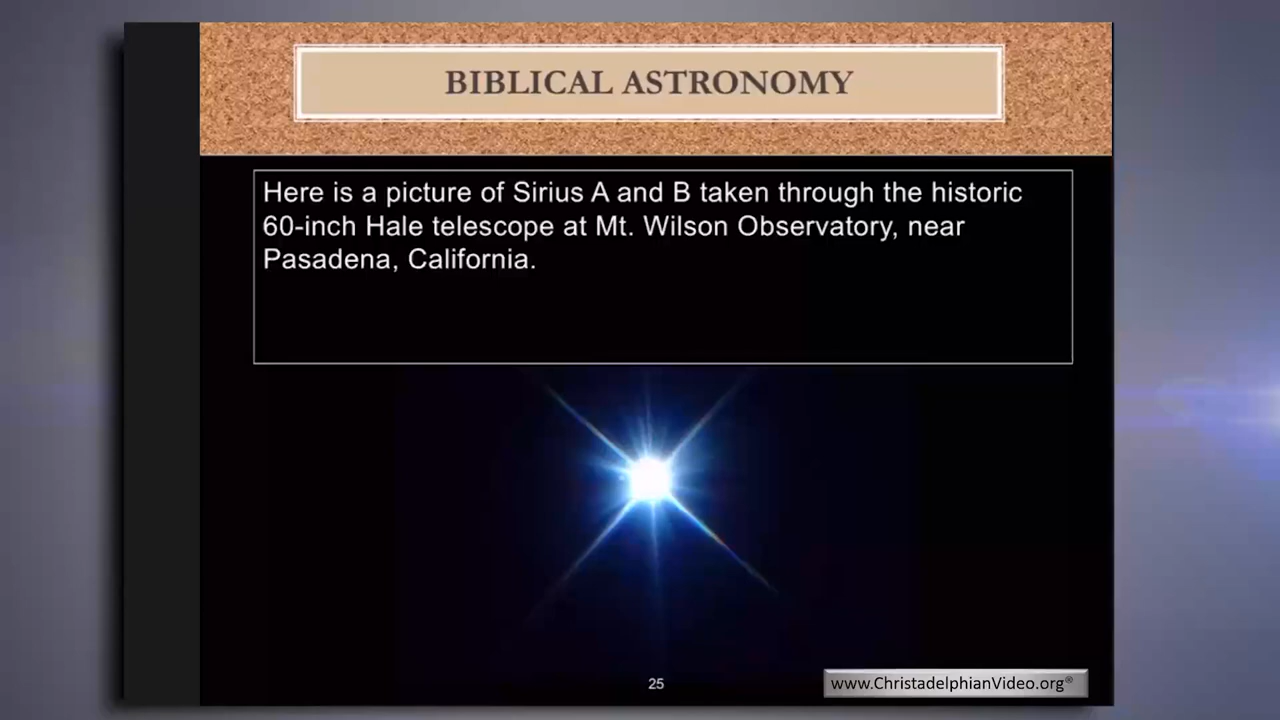 BIBLICAL ASTRONOMY
Here is a picture of Sirius A and B taken through the historic
60-inch Hale telescope at Mt. Wilson Observatory, near
Pasadena, California.
25
www.ChristadelphianVideo.org®